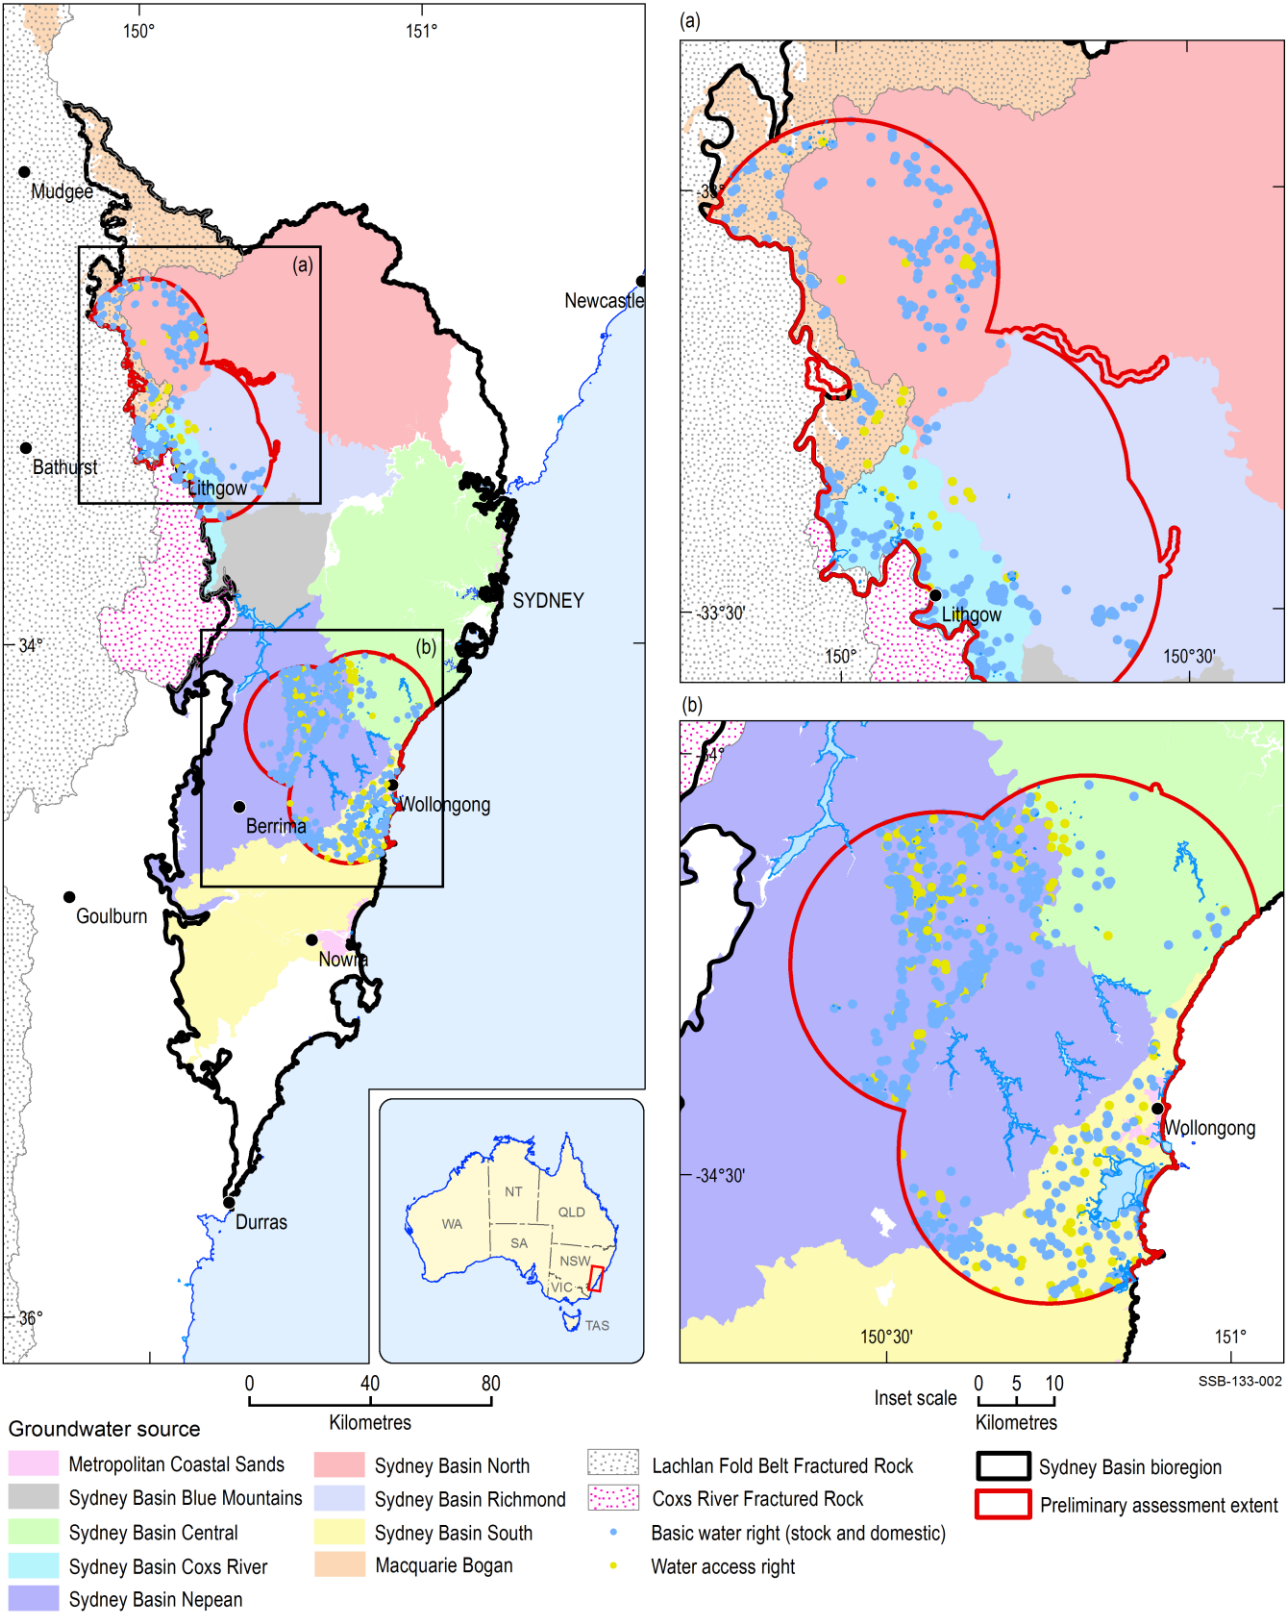 150°
151°
(a)
Mudgee
(a)
Newcastle
Bathurst
Lithgow
SYDNEY
34°
(b)
Wollongong
Berrima
Goulburn
Nowra
Durras
36°
NT
WA
QLD
SA
NSW
VIC
TAS
-33°
-33°30'
Lithgow
150°
150°30'
(b)
34°
Wollongong
-34°30'
150°30'
151°
SSB-133-002
0 40 80
Kilometres
Inset scale 0 5 10
Kilometres
Groundwater source
Metropolitan Coastal Sands
Sydney Basin Blue Mountains
Sydney Basin Central
Sydney Basin Coxs River
Sydney Basin Nepean
Sydney Basin North
Sydney Basin Richmond
Sydney Basin South
Macquarie Bogan
Lachlan Fold Belt Fractured Rock
Coxs River Fractured Rock
Basic water right (stock and domestic)
Water access right
Sydney Basin bioregion
Preliminary assessment extent